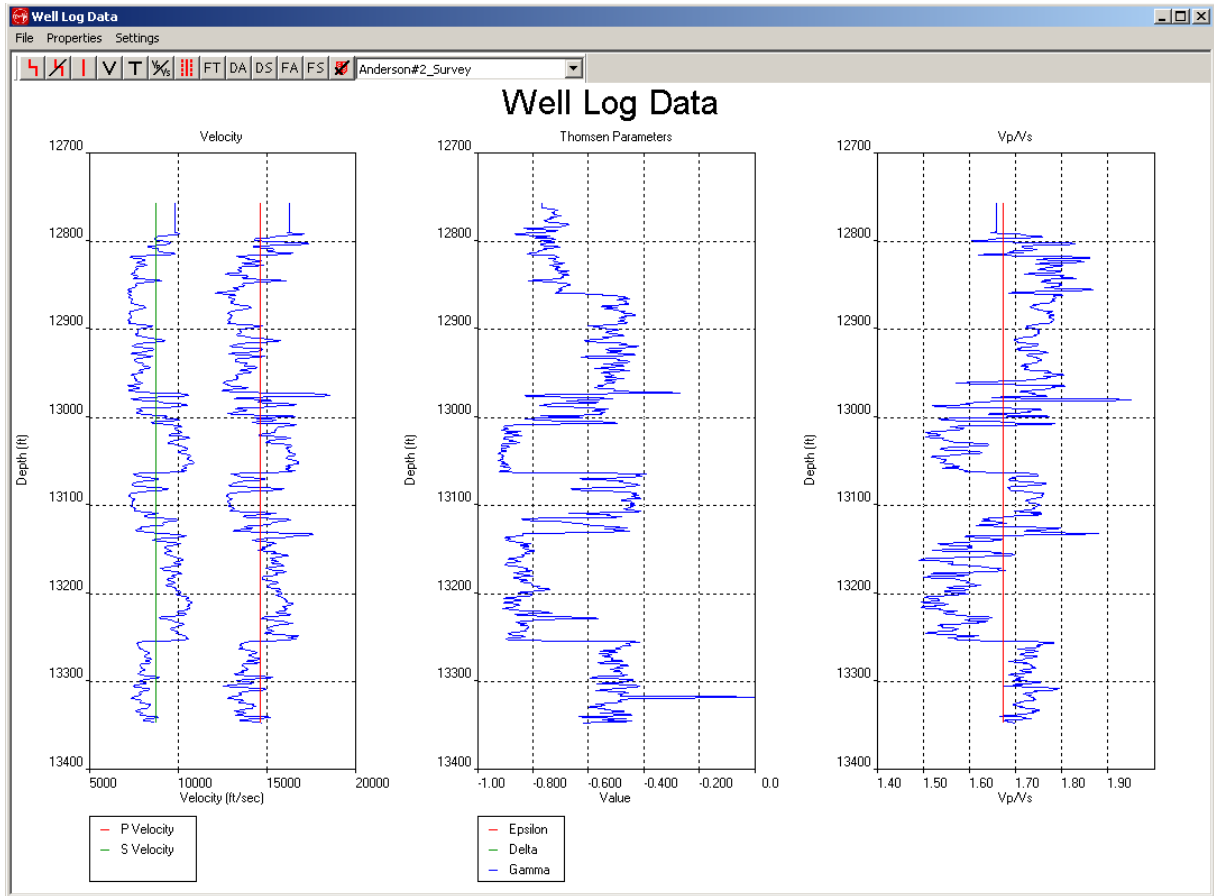 Well Log Data
File Properties Settings
FT DA DS FA FS Anderson#2_Survey
Well Log Data
Velocity Thomsen Parameters Vp/Vs
12700 12700 12700
12800 12800 12800
12900 12900 12900
13000 13000 13000
Depth (ft) Depth (ft) Depth (ft)
13100 13100 13100
13200 13200 13200
13300 13300 13300
13400 13400 13400
5000 10000 15000 20000 -1.00 -0.800 -0.600 -0.400 -0.200 0.0 1.40 1.50 1.60 1.70 1.80 1.90
Velocity (ft/sec) Value Vp/Vs
P Velocity Epsilon
S Velocity Delta
Gamma